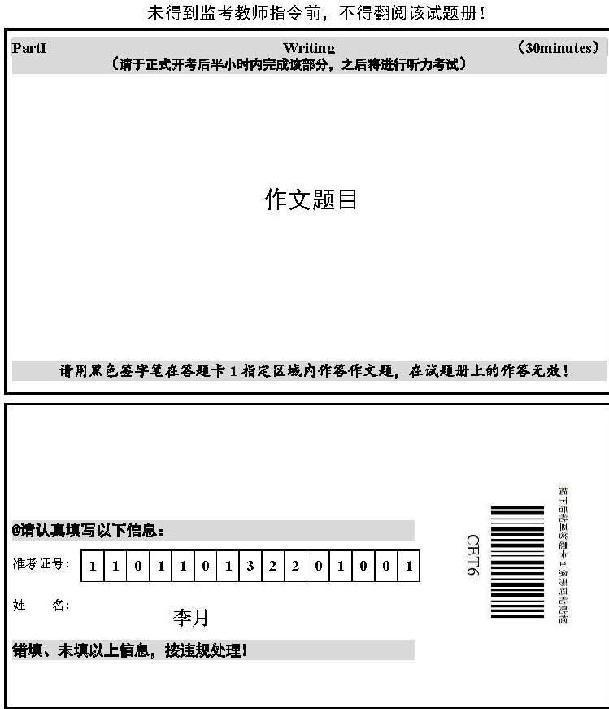 未得到监考教师指令前，不得翻阅该试题册！
PartI Writing （30minutes）
（请于正式开考后半小时内完成该部分，之后将进行听力考试）
作文题目
请用黑色签字笔在答题卡1指定区域内作答作文题，在试题册上的作答无效！
@请认真填写以下信息：
准考证号： 1 1 0 1 1 0 1 3 2 2 0 1 0 0 1
姓 名： 李月
错填、未填以上信息，按违规处理！
CET6